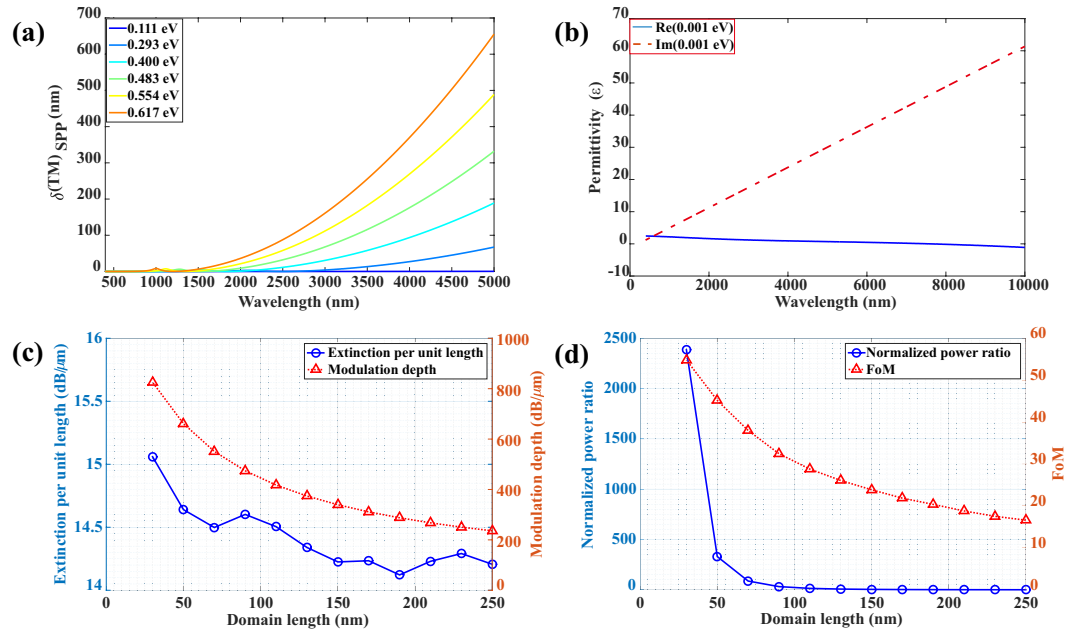 (a)
0.111 eV
0.293 eV
0.400 eV
0.483 eV
0.554 eV
0.617 eV
δ(TM)SPP (nm)
700
600
500
400
300
200
100
0
500 1000 1500 2000 2500 3000 3500 4000 4500 5000
Wavelength (nm)
(b)
Re(0.001 eV)
Im(0.001 eV)
Permittivity (ε)
70
60
50
40
30
20
10
0
-10
0 2000 4000 6000 8000 10000
Wavelength (nm)
(c)
Extinction per unit length
Modulation depth
Extinction per unit length (dB/μm)
16
15.5
15
14.5
14
0 50 100 150 200 250
Domain length (nm)
1000
800
600
400
200
0
Modulation depth (dB/μm)
(d)
Normalized power ratio
FoM
Normalized power ratio
2500
2000
1500
1000
500
0
0 50 100 150 200 250
Domain length (nm)
60
50
40
30
20
10
0
FoM